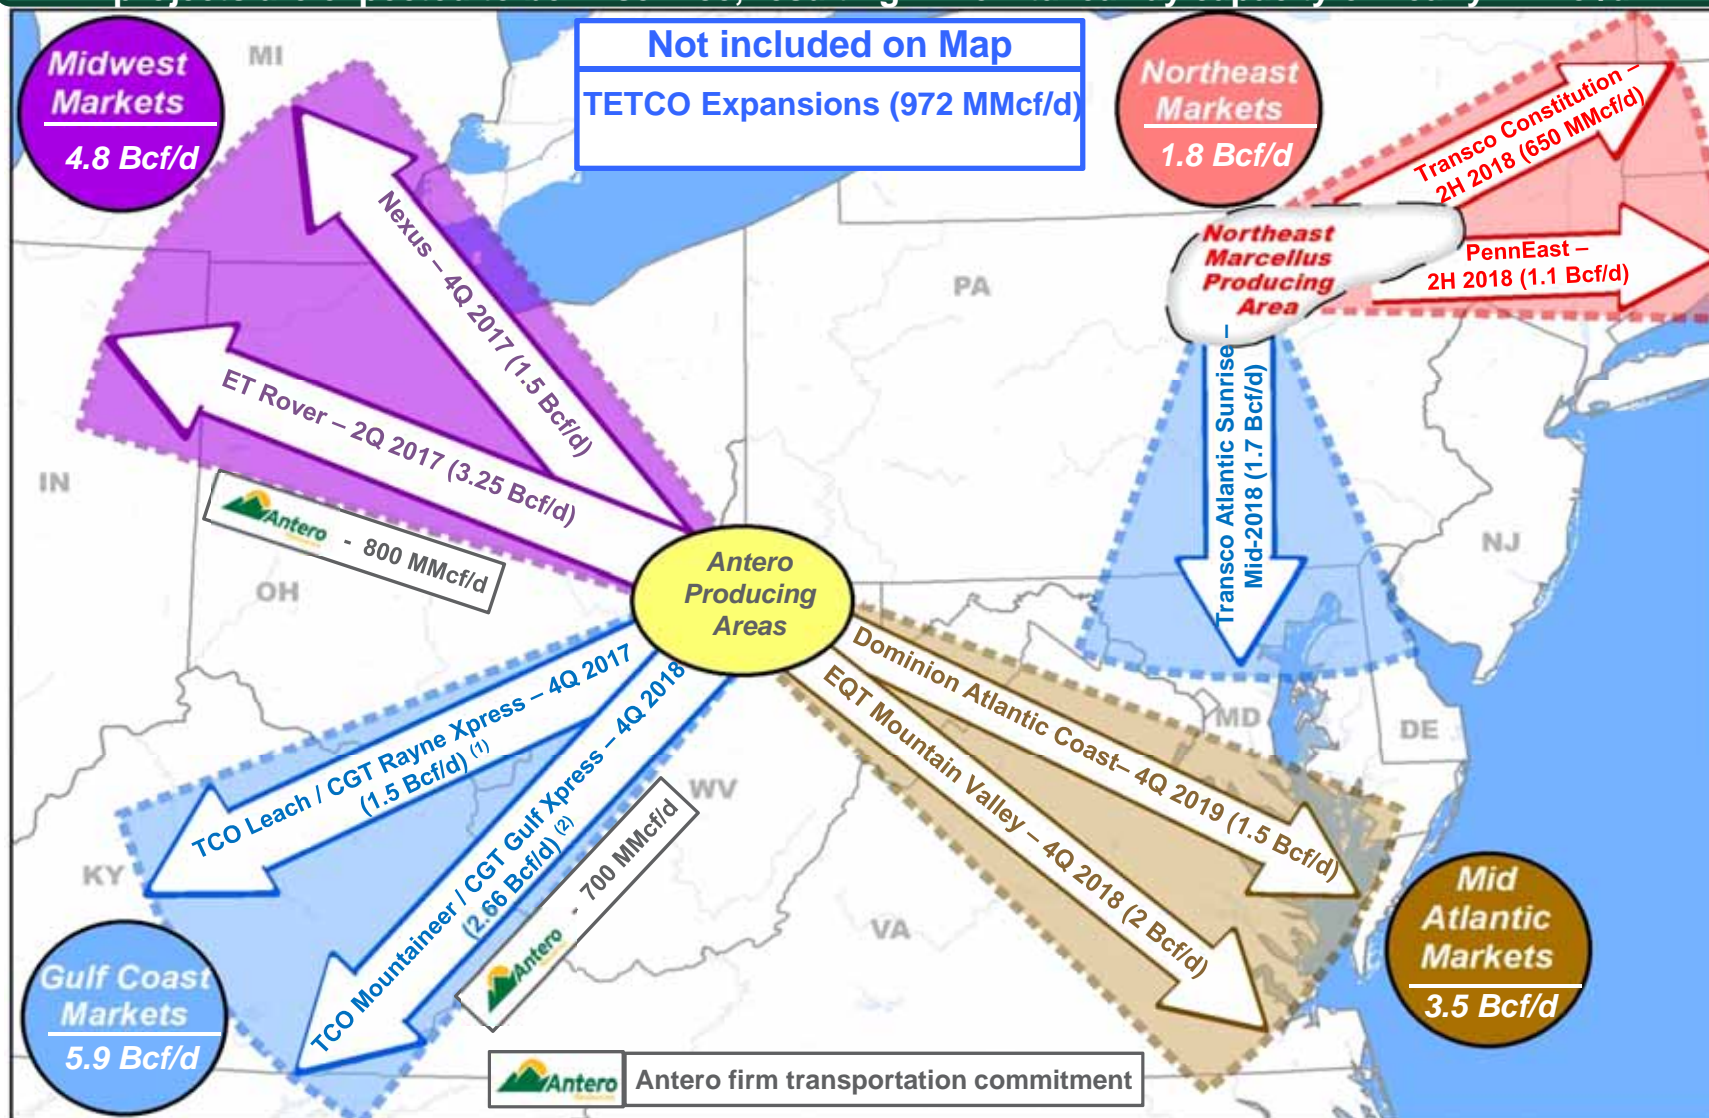 Not included on Map
TETCO Expansions (972 MMcf/d)
Midwest
Markets
4.8 Bcf/d
Northeast
Markets
1.8 Bcf/d
MI
Transco Constitution –
2H 2018 (650 MMcf/d)
Northeast
Marcellus
Producing
Area
PennEast –
2H 2018 (1.1 Bcf/d)
PA
Nexus – 4Q 2017 (1.5 Bcf/d)
ET Rover – 2Q 2017 (3.25 Bcf/d)
Transco Atlantic Sunrise –
Mid-2018 (1.7 Bcf/d)
IN
Antero
- 800 MMcf/d
OH
NJ
Antero
Producing
Areas
TCO Leach / CGT Rayne Xpress – 4Q 2017
(1.5 Bcf/d) (1)
TCO Mountaineer / CGT Gulf Xpress – 4Q 2018
(2.66 Bcf/d) (2)
Dominion Atlantic Coast– 4Q 2019 (1.5 Bcf/d)
EQT Mountain Valley – 4Q 2018 (2 Bcf/d)
MD
DE
WV
KY
VA
Antero
- 700 MMcf/d
Gulf Coast
Markets
5.9 Bcf/d
Mid
Atlantic
Markets
3.5 Bcf/d
Antero
Antero firm transportation commitment